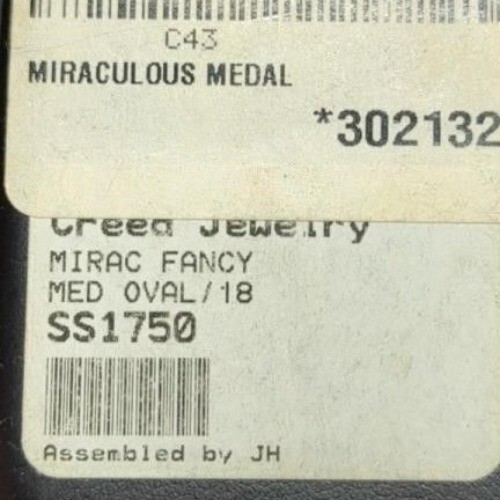 C43
MIRACULOUS MEDAL
*302132
Creed Jewelry
MIRAC FANCY
MED OVAL/18
SS1750
Assembled by JH